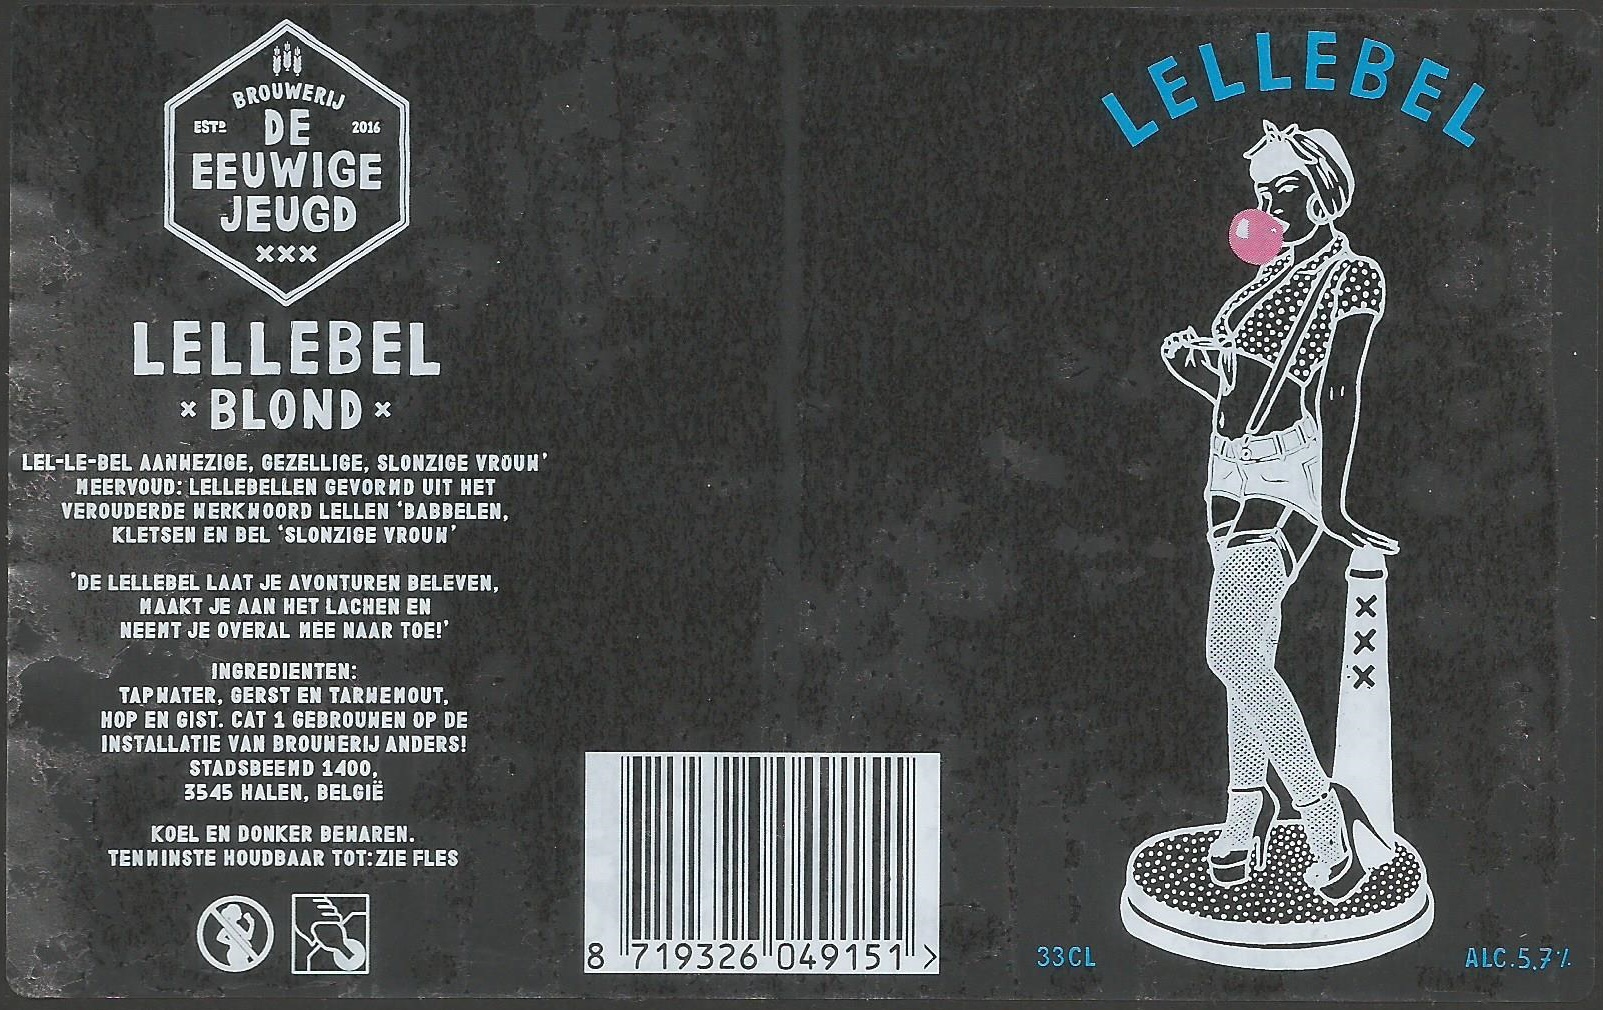 BROUWERIJ
ESTD 2016
DE
EEUWIGE
JEUGD
XXX
LELLEBEL
× BLOND ×
LEL-LE-BEL AANWEZIGE, GEZELLIGE, SLONZIGE VROUW'
MEERVOUD: LELLEBELLEN GEVORMD UIT HET
VEROUDERDE WERKWOORD LELLEN 'BABBELEN,
KLETSEN EN BEL 'SLONZIGE VROUW'
'DE LELLEBEL LAAT JE AVONTUREN BELEVEN,
MAAKT JE AAN HET LACHEN EN
NEEMT JE OVERAL MEE NAAR TOE!'
INGREDIENTEN:
TAPWATER, GERST EN TARWEMOUT,
HOP EN GIST. CAT 1 GEBROUWEN OP DE
INSTALLATIE VAN BROUWERIJ ANDERS!
STADSBEEMD 1400,
3545 HALEN, BELGIË
KOEL EN DONKER BEWAREN.
TENMINSTE HOUDBAAR TOT: ZIE FLES
8 719326 049151 >
LELLEBEL
X
X
X
33CL
ALC. 5,7%